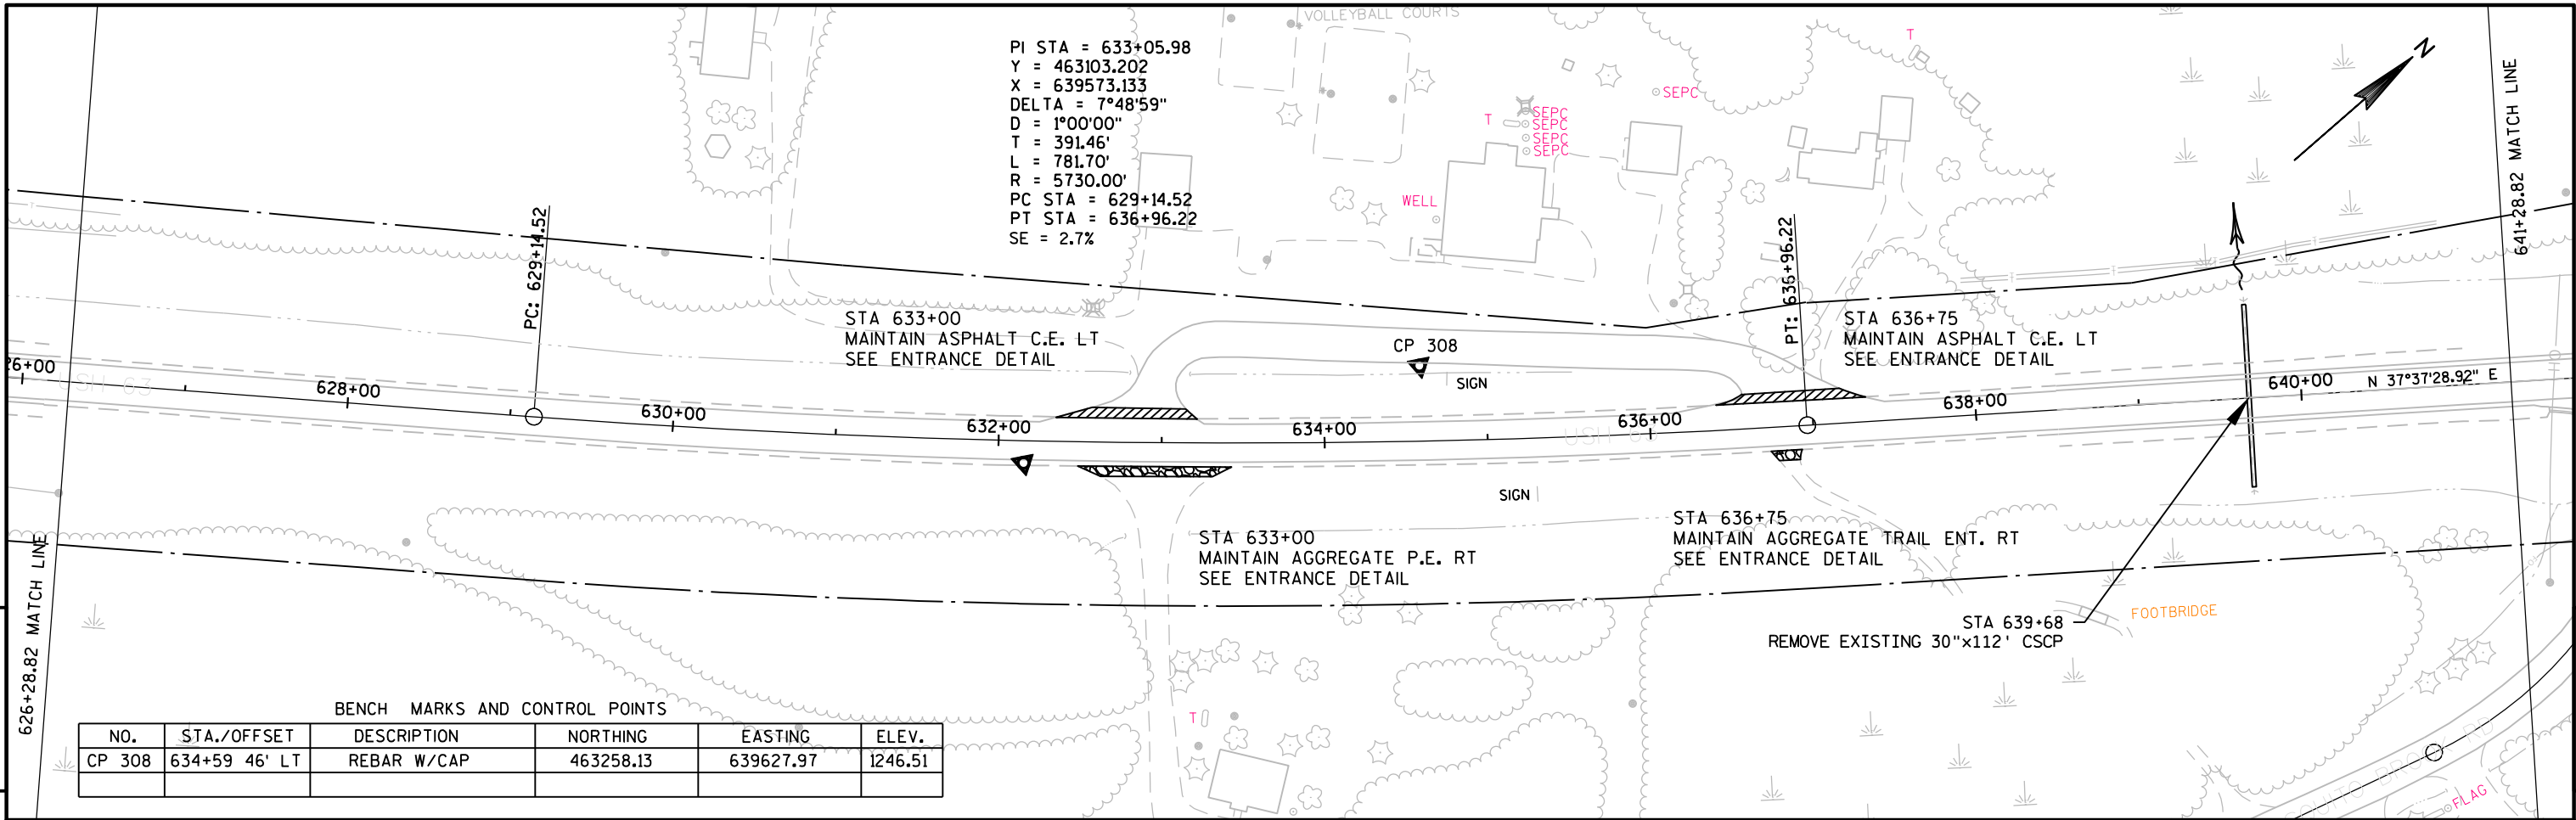 VOLLEYBALL COURTS
PI STA = 633+05.98
Y = 463103.202
X = 639573.133
DELTA = 7°48'59"
D = 1°00'00"
T = 391.46'
L = 781.70'
R = 5730.00'
PC STA = 629+14.52
PT STA = 636+96.22
SE = 2.7%
T
SEPC
T
SEPC
SEPC
SEPC
SEPC
WELL
N
641+28.82 MATCH LINE
PC: 629+14.52
PT: 636+96.22
STA 633+00
MAINTAIN ASPHALT C.E. LT
SEE ENTRANCE DETAIL
CP 308
SIGN
STA 636+75
MAINTAIN ASPHALT C.E. LT
SEE ENTRANCE DETAIL
26+00
USH 63
628+00
630+00
632+00
634+00
636+00
USH 63
638+00
640+00
N 37°37'28.92" E
SIGN
STA 633+00
MAINTAIN AGGREGATE P.E. RT
SEE ENTRANCE DETAIL
STA 636+75
MAINTAIN AGGREGATE TRAIL ENT. RT
SEE ENTRANCE DETAIL
STA 639+68
REMOVE EXISTING 30"x112' CSCP
FOOTBRIDGE
626+28.82 MATCH LINE
T
BENCH MARKS AND CONTROL POINTS
NO. STA./OFFSET DESCRIPTION NORTHING EASTING ELEV.
CP 308 634+59 46' LT REBAR W/CAP 463258.13 639627.97 1246.51
QUITO BROOK RD
FLAG